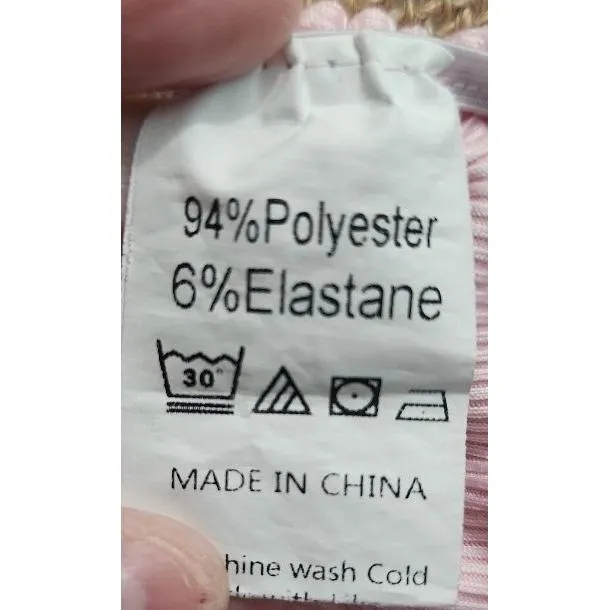 94%Polyester
6%Elastane
30°
MADE IN CHINA
hine wash Cold